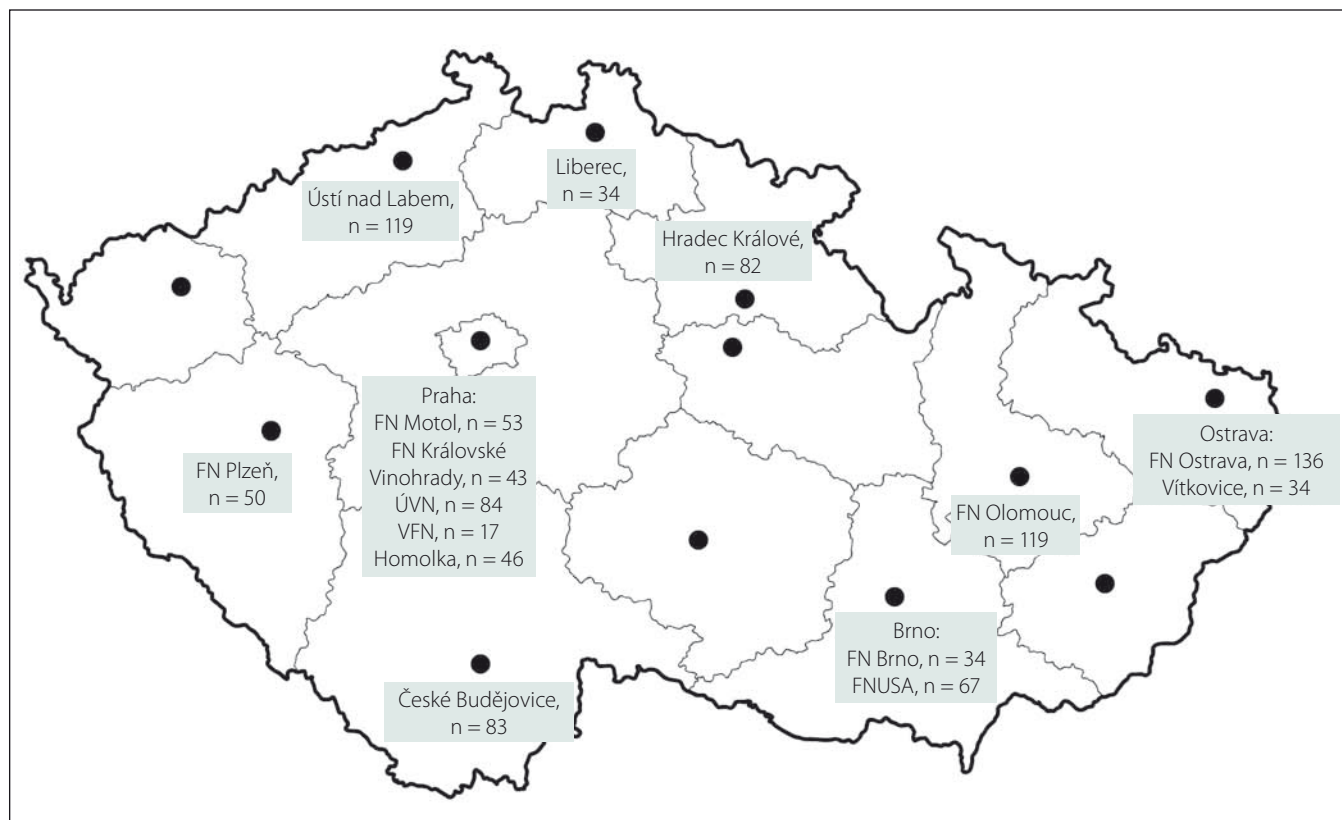 Liberec,
n = 34
Ústí nad Labem,
n = 119
Hradec Králové,
n = 82
Praha:
FN Motol, n = 53
FN Královské
Vinohrady, n = 43
ÚVN, n = 84
VFN, n = 17
Homolka, n = 46
FN Plzeň,
n = 50
Ostrava:
FN Ostrava, n = 136
Vítkovice, n = 34
FN Olomouc,
n = 119
Brno:
FN Brno, n = 34
FNUSA, n = 67
České Budějovice,
n = 83